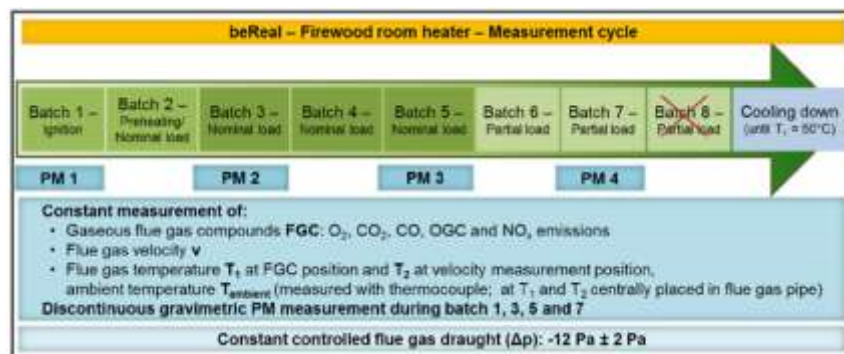 beReal – Firewood room heater – Measurement cycle
Batch 1 –
Ignition
Batch 2 –
Preheating/
Nominal load
Batch 3 –
Nominal load
Batch 4 –
Nominal load
Batch 5 –
Nominal load
Batch 6 –
Partial load
Batch 7 –
Partial load
Batch 8 –
Partial load
Cooling down
(until T₁ = 50°C)
PM 1
PM 2
PM 3
PM 4
Constant measurement of:
• Gaseous flue gas compounds FGC: O₂, CO₂, CO, OGC and NOₓ emissions
• Flue gas velocity v
• Flue gas temperature T₁ at FGC position and T₂ at velocity measurement position,
ambient temperature Tambient (measured with thermocouple; at T₁ and T₂ centrally placed in flue gas pipe)
Discontinuous gravimetric PM measurement during batch 1, 3, 5 and 7
Constant controlled flue gas draught (Δp): -12 Pa ± 2 Pa